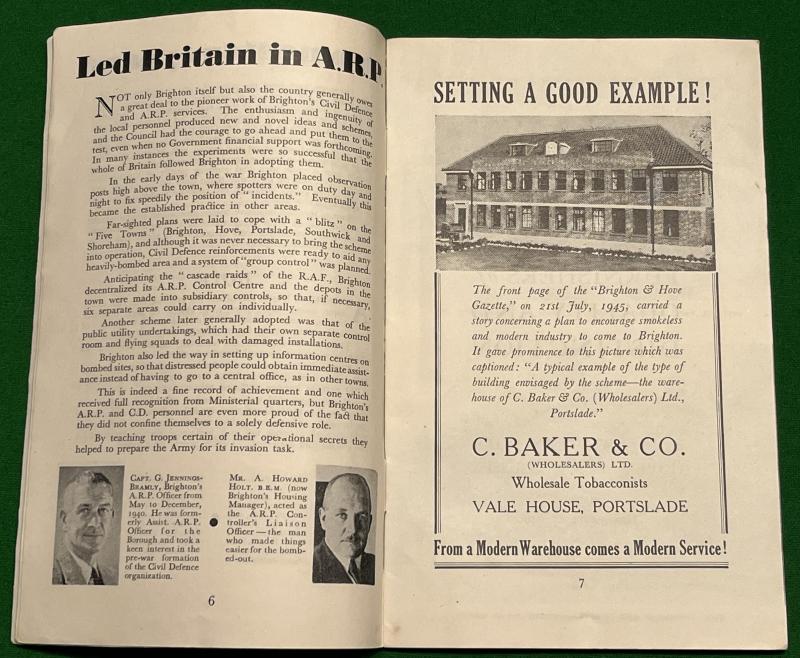 Led Britain in A.R.P.
NOT only Brighton itself but also the country generally owes
a great deal to the pioneer work of Brighton's Civil Defence
and A.R.P. services. The enthusiasm and ingenuity of
the local personnel produced new and novel ideas and schemes,
and the Council had the courage to go ahead and put them to the
test, even when no Government financial support was forthcoming.
In many instances the experiments were so successful that the
whole of Britain followed Brighton in adopting them.
In the early days of the war Brighton placed observation
posts high above the town, where spotters were on duty day and
night to fix speedily the position of "incidents." Eventually this
became the established practice in other areas.
Far-sighted plans were laid to cope with a "blitz" on the
"Five Towns" (Brighton, Hove, Portslade, Southwick and
Shoreham), and although it was never necessary to bring the scheme
into operation, Civil Defence reinforcements were ready to aid any
heavily-bombed area and a system of "group control" was planned.
Anticipating the "cascade raids" of the R.A.F., Brighton
decentralized its A.R.P. Control Centre and the depots in the
town were made into subsidiary controls, so that, if necessary,
six separate areas could carry on individually.
Another scheme later generally adopted was that of the
public utility undertakings, which had their own separate control
room and flying squads to deal with damaged installations.
Brighton also led the way in setting up information centres on
bombed sites, so that distressed people could obtain immediate assist-
ance instead of having to go to a central office, as in other towns.
This is indeed a fine record of achievement and one which
received full recognition from Ministerial quarters, but Brighton's
A.R.P. and C.D. personnel are even more proud of the fact that
they did not confine themselves to a solely defensive role.
By teaching troops certain of their operational secrets they
helped to prepare the Army for its invasion task.
CAPT. G. JENNINGS-
BRAMLY, Brighton's
A.R.P. Officer from
May to December,
1940. He was form-
erly Assist. A.R.P.
Officer for the
Borough and took a
keen interest in the
pre-war formation
of the Civil Defence
organization.
MR. A. HOWARD
HOLT, B.E.M. (now
Brighton's Housing
Manager), acted as
the A.R.P. Con-
troller's Liaison
Officer—the man
who made things
easier for the bomb-
ed-out.
6
SETTING A GOOD EXAMPLE!
The front page of the "Brighton & Hove
Gazette," on 21st July, 1945, carried a
story concerning a plan to encourage smokeless
and modern industry to come to Brighton.
It gave prominence to this picture which was
captioned: "A typical example of the type of
building envisaged by the scheme—the ware-
house of C. Baker & Co. (Wholesalers) Ltd.,
Portslade."
C. BAKER & CO.
(WHOLESALERS) LTD.
Wholesale Tobacconists
VALE HOUSE, PORTSLADE
From a Modern Warehouse comes a Modern Service!
7